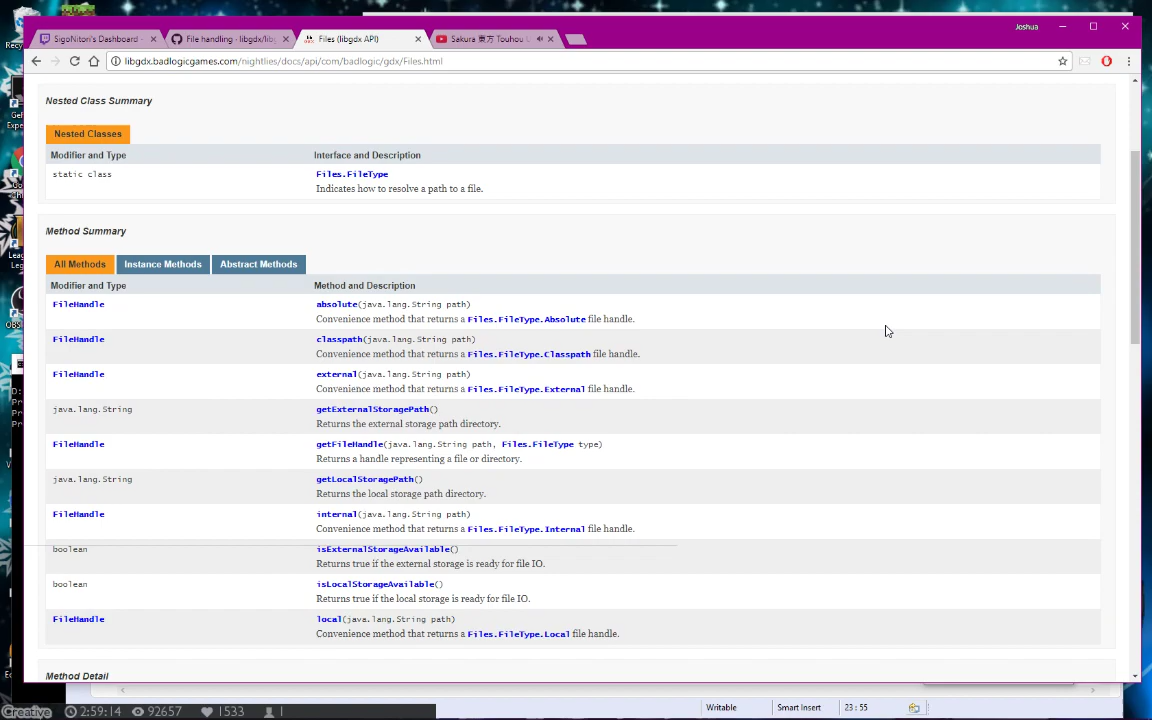 Joshua
SigoNitori's Dashboard -
File handling · libgdx/lib
Files (libgdx API)
Sakura 東方 Touhou L
libgdx.badlogicgames.com/nightlies/docs/api/com/badlogic/gdx/Files.html
Nested Class Summary
Nested Classes
Modifier and Type Interface and Description
static class Files.FileType
Indicates how to resolve a path to a file.
Method Summary
All Methods Instance Methods Abstract Methods
Modifier and Type Method and Description
FileHandle absolute(java.lang.String path)
Convenience method that returns a Files.FileType.Absolute file handle.
FileHandle classpath(java.lang.String path)
Convenience method that returns a Files.FileType.Classpath file handle.
FileHandle external(java.lang.String path)
Convenience method that returns a Files.FileType.External file handle.
java.lang.String getExternalStoragePath()
Returns the external storage path directory.
FileHandle getFileHandle(java.lang.String path, Files.FileType type)
Returns a handle representing a file or directory.
java.lang.String getLocalStoragePath()
Returns the local storage path directory.
FileHandle internal(java.lang.String path)
Convenience method that returns a Files.FileType.Internal file handle.
boolean isExternalStorageAvailable()
Returns true if the external storage is ready for file IO.
boolean isLocalStorageAvailable()
Returns true if the local storage is ready for file IO.
FileHandle local(java.lang.String path)
Convenience method that returns a Files.FileType.Local file handle.
Method Detail
Creative 2:59:14 92657 1533 1
Writable Smart Insert 23 : 55